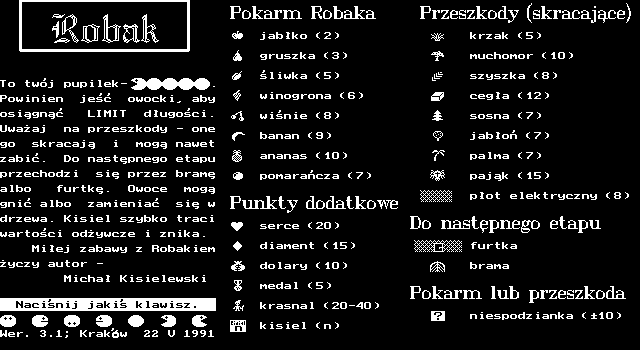 Robak
To twój pupilek-
Powinien jeść owocki, aby
osiągnąć LIMIT długości.
Uważaj na przeszkody - one
go skracają i mogą nawet
zabić. Do następnego etapu
przechodzi się przez bramę
albo furtkę. Owoce mogą
gnić albo zamieniać się w
drzewa. Kisiel szybko traci
wartości odżywcze i znika.
Miłej zabawy z Robakiem
życzy autor -
Michał Kisielewski
Naciśnij jakiś klawisz.
Wer. 3.1; Kraków 22 V 1991
Pokarm Robaka
jabłko (2)
gruszka (3)
śliwka (5)
winogrona (6)
wiśnie (8)
banan (9)
ananas (10)
pomarańcza (7)
Punkty dodatkowe
serce (20)
diament (15)
dolary (10)
medal (5)
krasnal (20-40)
kisiel (n)
Przeszkody (skracające)
krzak (5)
muchomor (10)
szyszka (8)
cegła (12)
sosna (7)
jabłoń (7)
palma (7)
pająk (15)
płot elektryczny (8)
Do następnego etapu
furtka
brama
Pokarm lub przeszkoda
? niespodzianka (±10)